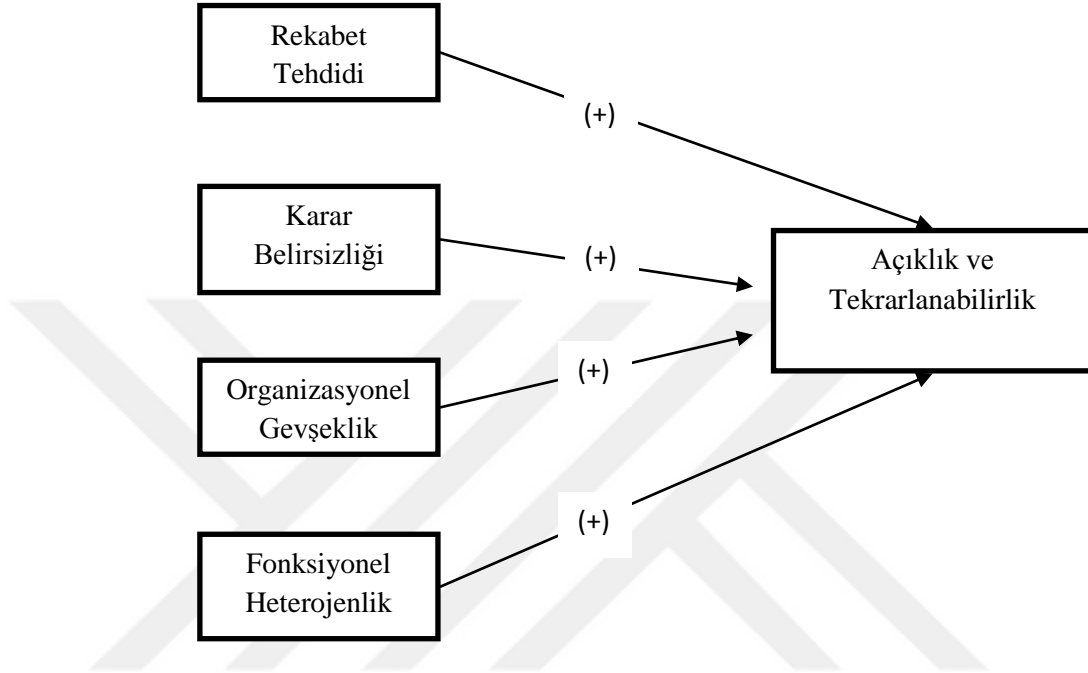 Rekabet
Tehdidi
(+)
Karar
Belirsizliği
(+)
Açıklık ve
Tekrarlanabilirlik
Organizasyonel
Gevşeklik
(+)
Fonksiyonel
Heterojenlik
(+)